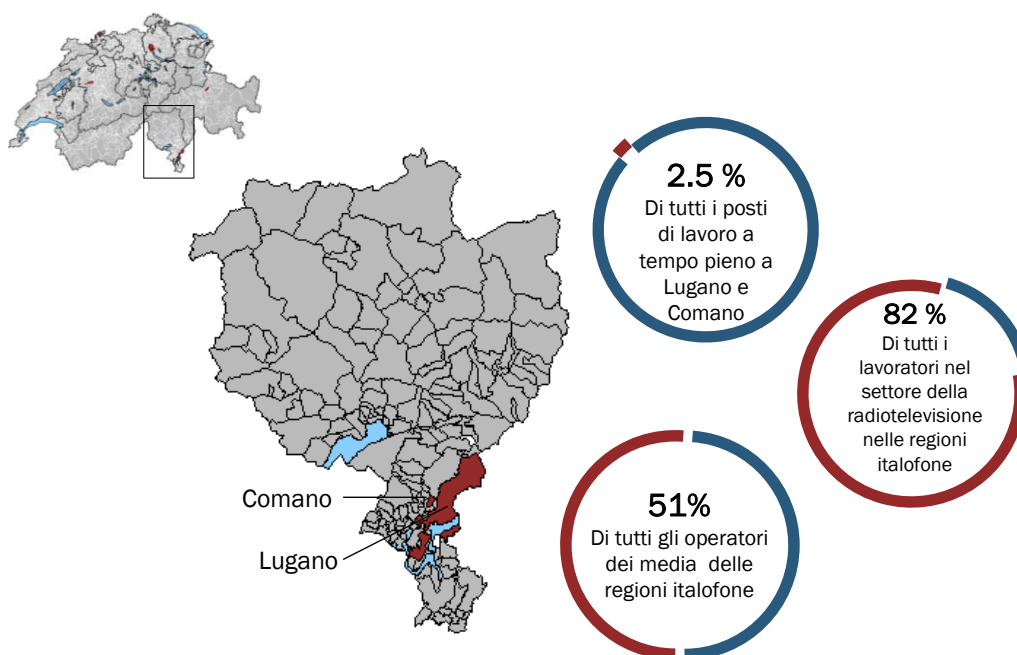 2.5 %
Di tutti i posti
di lavoro a
tempo pieno a
Lugano e
Comano
82 %
Di tutti i
lavoratori nel
settore della
radiotelevisione
nelle regioni
italofone
Comano
Lugano
51%
Di tutti gli operatori
dei media delle
regioni italofone